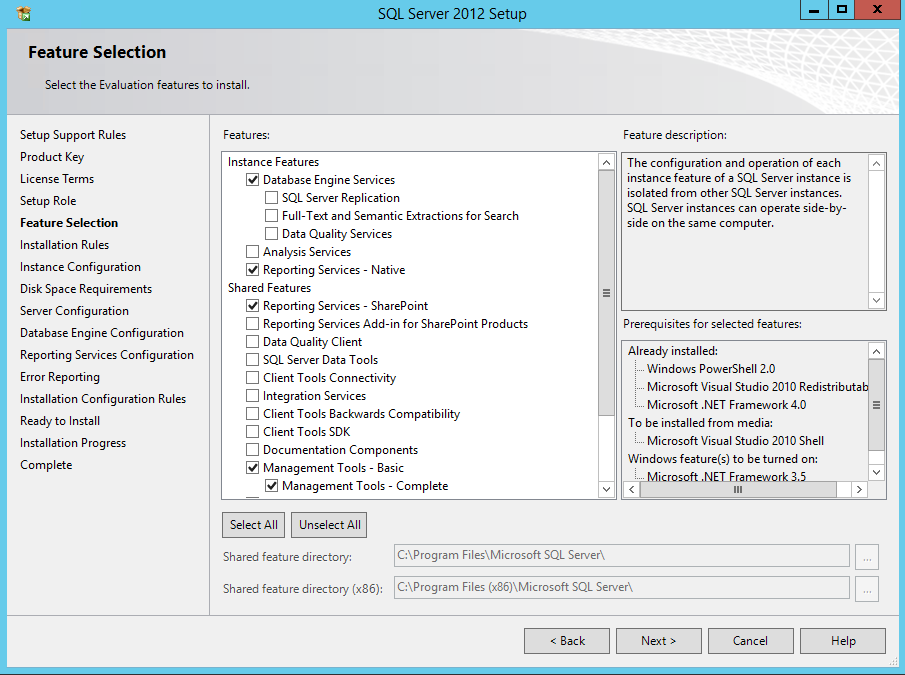 SQL Server 2012 Setup
Feature Selection
Select the Evaluation features to install.
Setup Support Rules
Product Key
License Terms
Setup Role
Feature Selection
Installation Rules
Instance Configuration
Disk Space Requirements
Server Configuration
Database Engine Configuration
Reporting Services Configuration
Error Reporting
Installation Configuration Rules
Ready to Install
Installation Progress
Complete
Features:
Instance Features
Database Engine Services
SQL Server Replication
Full-Text and Semantic Extractions for Search
Data Quality Services
Analysis Services
Reporting Services - Native
Shared Features
Reporting Services - SharePoint
Reporting Services Add-in for SharePoint Products
Data Quality Client
SQL Server Data Tools
Client Tools Connectivity
Integration Services
Client Tools Backwards Compatibility
Client Tools SDK
Documentation Components
Management Tools - Basic
Management Tools - Complete
Feature description:
The configuration and operation of each
instance feature of a SQL Server instance is
isolated from other SQL Server instances.
SQL Server instances can operate side-by-
side on the same computer.
Prerequisites for selected features:
Already installed:
Windows PowerShell 2.0
Microsoft Visual Studio 2010 Redistributab
Microsoft .NET Framework 4.0
To be installed from media:
Microsoft Visual Studio 2010 Shell
Windows feature(s) to be turned on:
Microsoft .NET Framework 3.5
Select All
Unselect All
Shared feature directory:
C:\Program Files\Microsoft SQL Server\
...
Shared feature directory (x86):
C:\Program Files (x86)\Microsoft SQL Server\
...
< Back
Next >
Cancel
Help